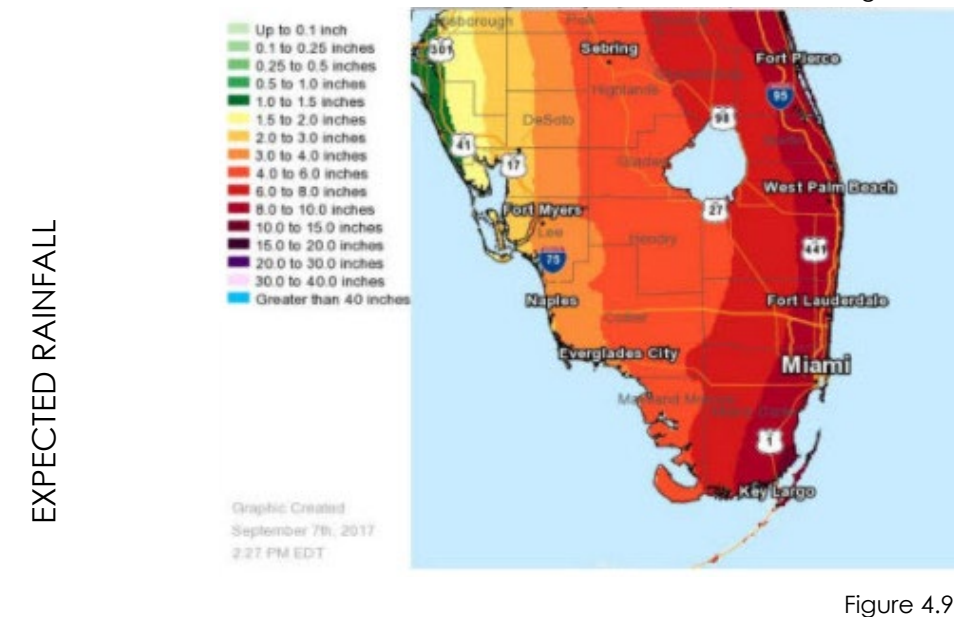 EXPECTED RAINFALL
Up to 0.1 inch
0.1 to 0.25 inches
0.25 to 0.5 inches
0.5 to 1.0 inches
1.0 to 1.5 inches
1.5 to 2.0 inches
2.0 to 3.0 inches
3.0 to 4.0 inches
4.0 to 6.0 inches
6.0 to 8.0 inches
8.0 to 10.0 inches
10.0 to 15.0 inches
15.0 to 20.0 inches
20.0 to 30.0 inches
30.0 to 40.0 inches
Greater than 40 inches
Graphic Created
September 7th, 2017
2:27 PM EDT
301
Sebring
Fort Pierce
Highlands
95
DeSoto
98
41
17
Glades
West Palm Beach
Fort Myers
27
Lee
Hendry
441
75
Naples
Fort Lauderdale
Collier
Everglades City
Miami
1
Key Largo
Figure 4.9